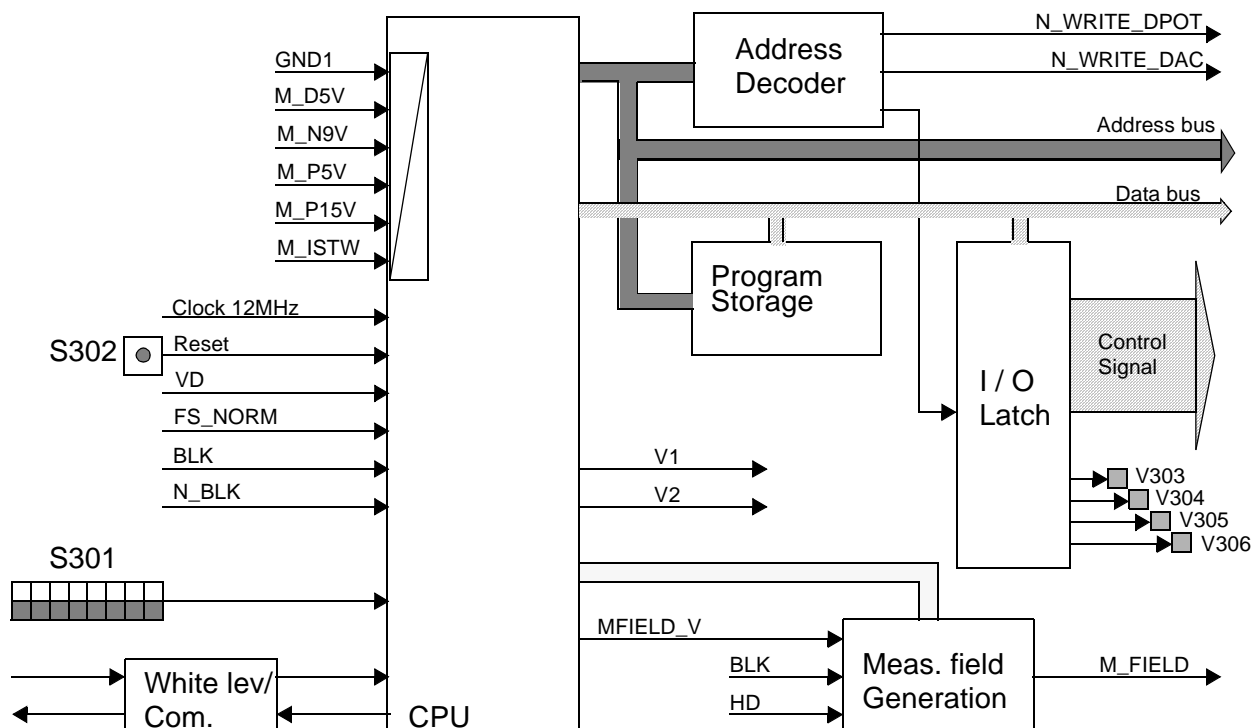 N_WRITE_DPOT
N_WRITE_DAC
Address
Decoder
GND1
M_D5V
M_N9V
M_P5V
M_P15V
M_ISTW
Address bus
Data bus
Program
Storage
Clock 12MHz
S302
Reset
VD
FS_NORM
BLK
N_BLK
Control
Signal
I / O
Latch
V1
V2
V303
V304
V305
V306
S301
MFIELD_V
BLK
HD
Meas. field
Generation
M_FIELD
White lev/
Com.
CPU